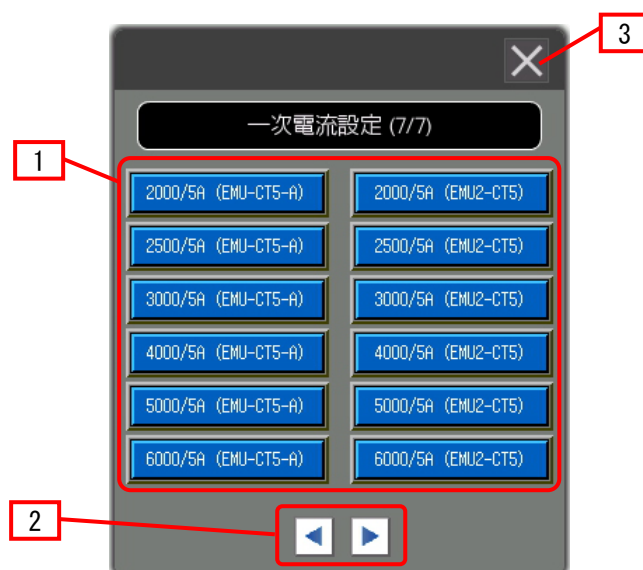 3
一次電流設定 (7/7)
1
2000/5A (EMU-CT5-A) 2000/5A (EMU2-CT5)
2500/5A (EMU-CT5-A) 2500/5A (EMU2-CT5)
3000/5A (EMU-CT5-A) 3000/5A (EMU2-CT5)
4000/5A (EMU-CT5-A) 4000/5A (EMU2-CT5)
5000/5A (EMU-CT5-A) 5000/5A (EMU2-CT5)
6000/5A (EMU-CT5-A) 6000/5A (EMU2-CT5)
2